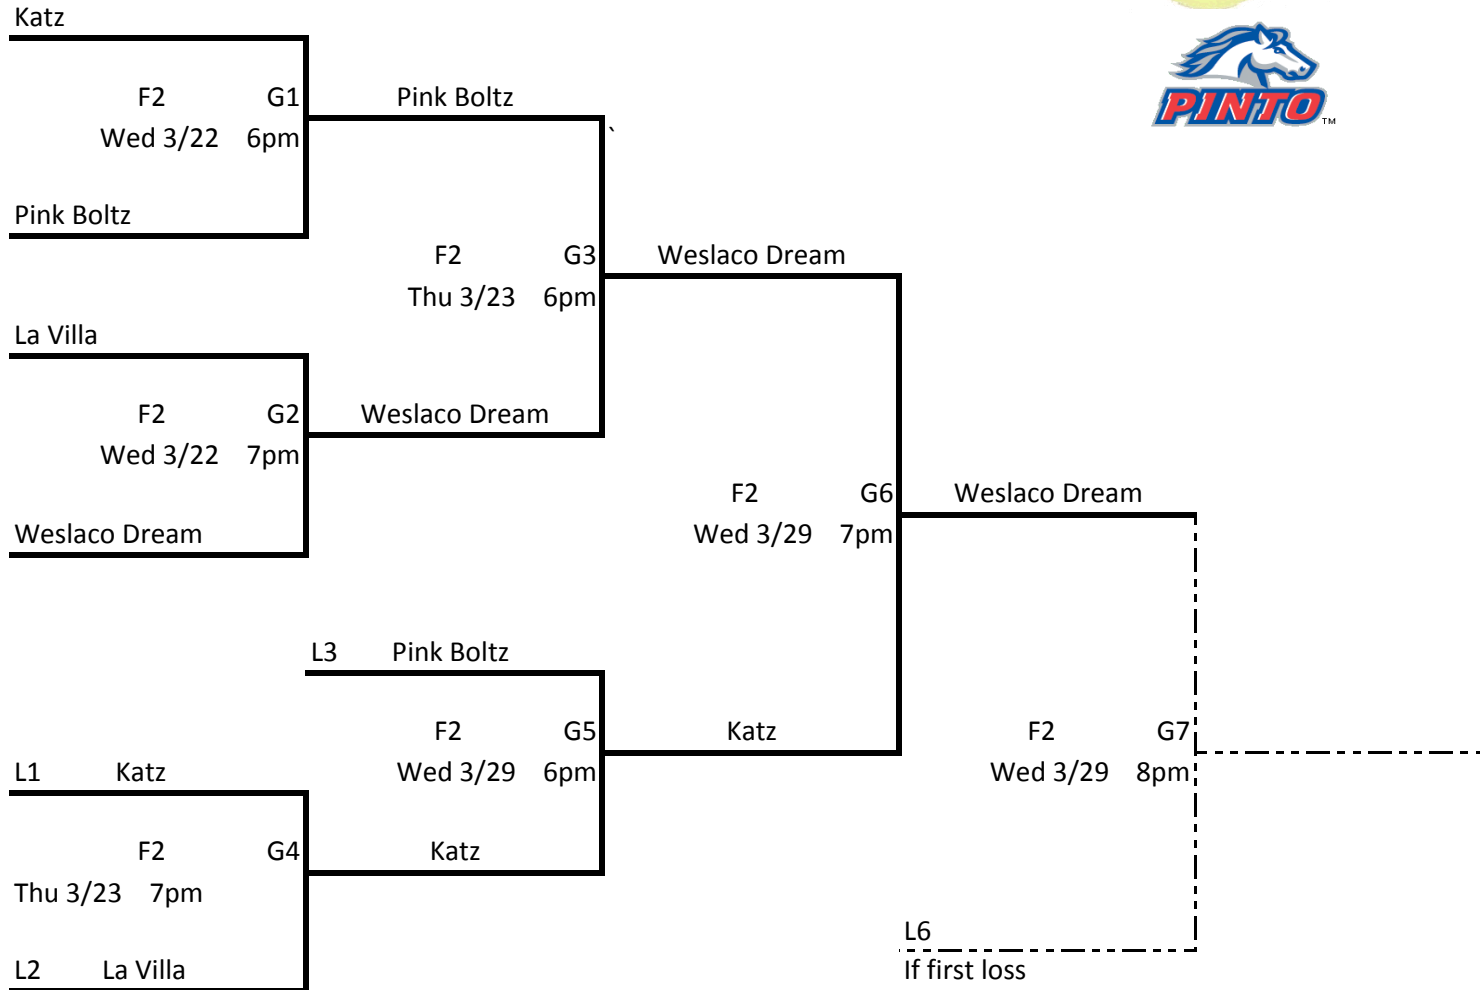 Katz
PINTO
TM
F2 G1 Pink Boltz
Wed 3/22 6pm `
Pink Boltz
F2 G3 Weslaco Dream
Thu 3/23 6pm
La Villa
F2 G2 Weslaco Dream
Wed 3/22 7pm
F2 G6 Weslaco Dream
Weslaco Dream Wed 3/29 7pm
L3 Pink Boltz
F2 G5 Katz F2 G7
L1 Katz Wed 3/29 6pm Wed 3/29 8pm
F2 G4 Katz
Thu 3/23 7pm
L6
L2 La Villa If first loss